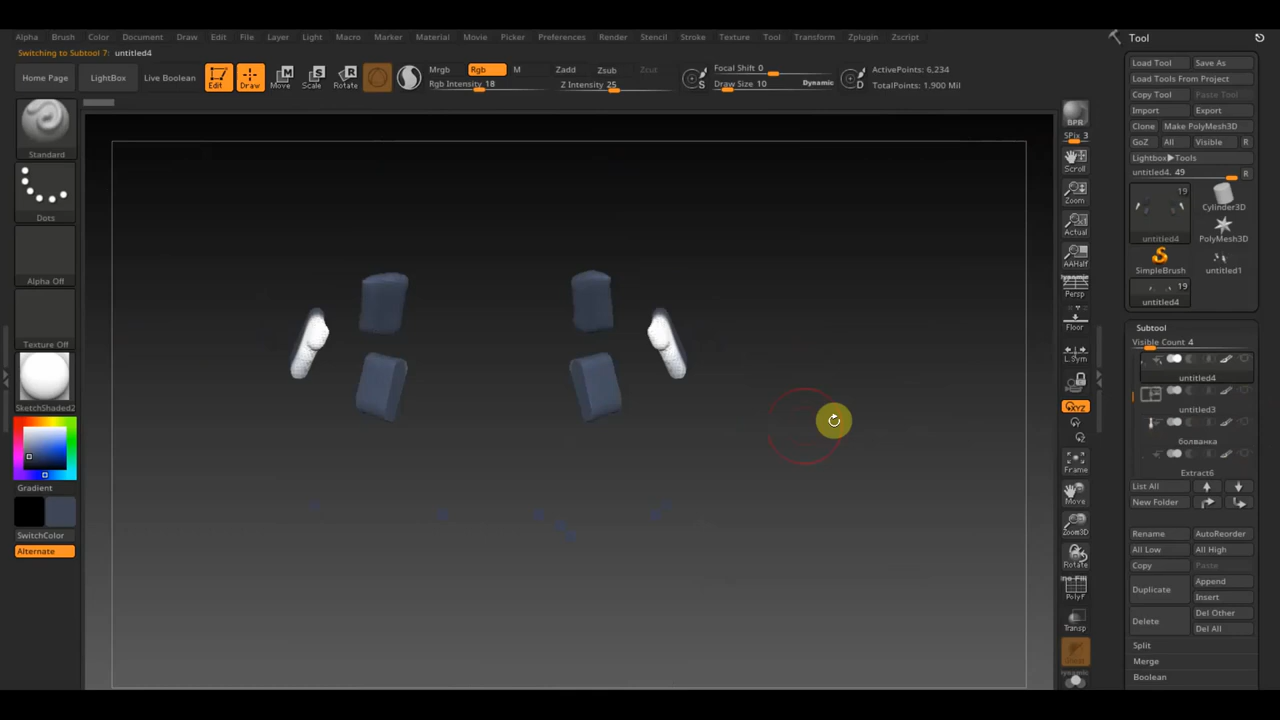 Alpha Brush Color Document Draw Edit File Layer Light Macro Marker Material Movie Picker Preferences Render Stencil Stroke Texture Tool Transform Zplugin Zscript
Switching to Subtool 7: untitled4
Home Page
LightBox
Live Boolean
Edit
Draw
Move
Scale
Rotate
Mrgb
Rgb
M
Rgb Intensity 18
Zadd
Zsub
Zcut
Z Intensity 25
S
Focal Shift 0
Draw Size 10
Dynamic
D
ActivePoints: 6,234
TotalPoints: 1.900 Mil
Standard
Dots
Alpha Off
Texture Off
SketchShaded2
Gradient
SwitchColor
Alternate
BPR
SPix 3
Scroll
Zoom
Actual
AAHalf
Persp
Floor
L.Sym
XYZ
Frame
Move
Zoom3D
Rotate
PolyF
Transp
Tool
Load Tool
Save As
Load Tools From Project
Copy Tool
Paste Tool
Import
Export
Clone
Make PolyMesh3D
GoZ
All
Visible
R
Lightbox▶Tools
untitled4. 49
R
19
untitled4
Cylinder3D
PolyMesh3D
SimpleBrush
untitled1
19
untitled4
Subtool
Visible Count 4
untitled4
untitled3
болванка
Extract6
List All
New Folder
Rename
AutoReorder
All Low
All High
Copy
Paste
Duplicate
Append
Insert
Delete
Del Other
Del All
Split
Merge
Boolean